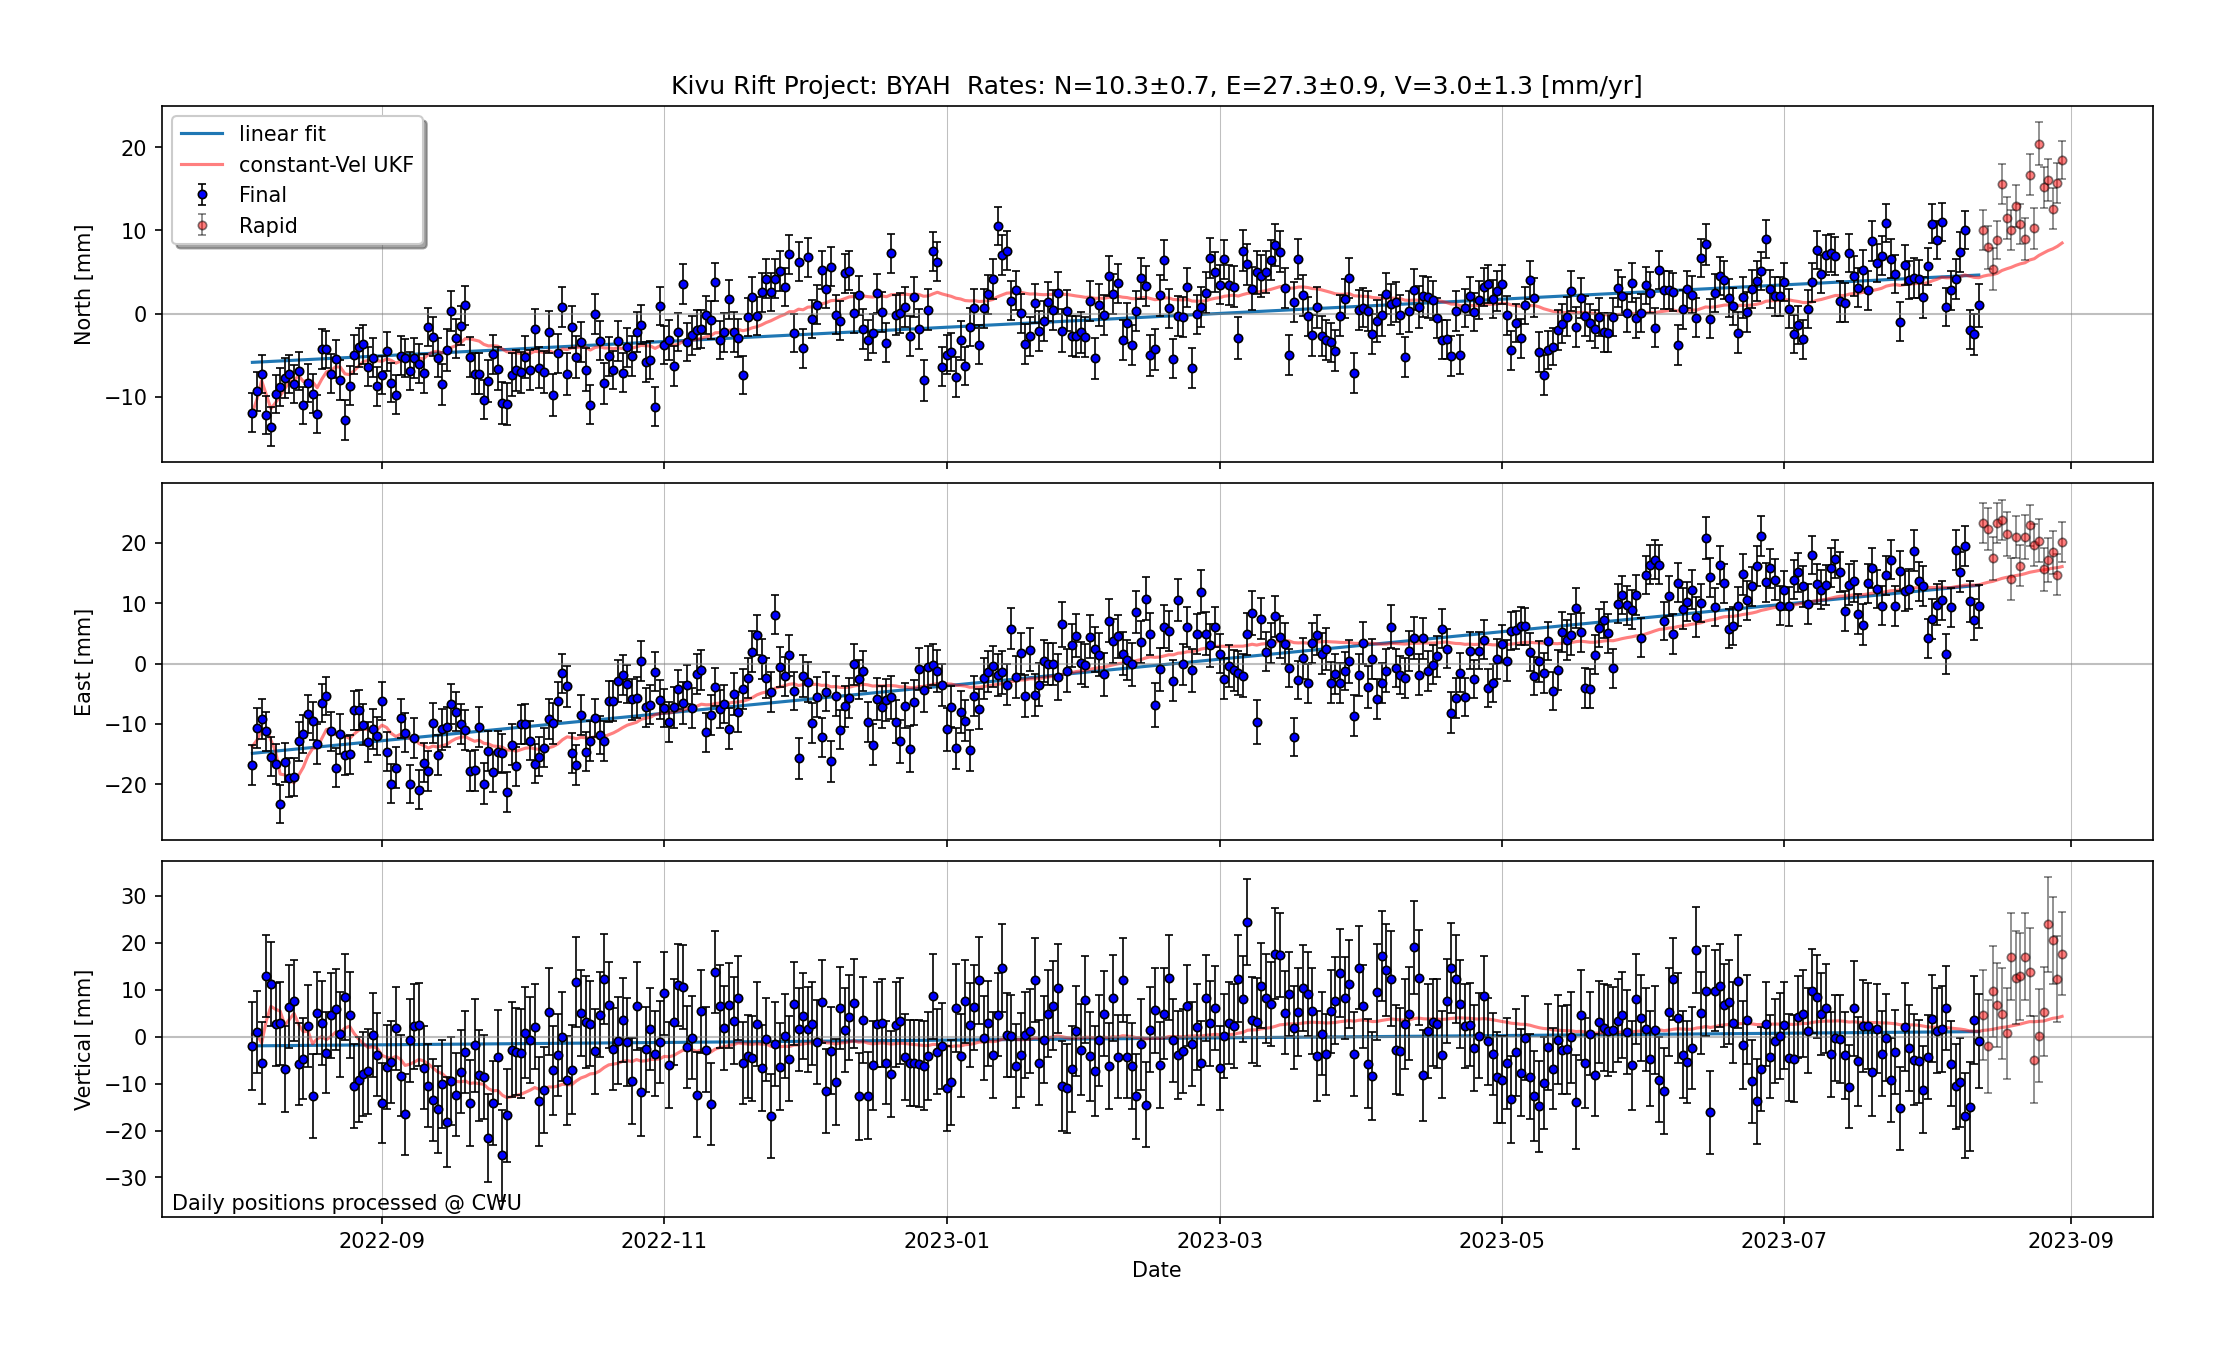 Kivu Rift Project: BYAH  Rates: N=10.3±0.7, E=27.3±0.9, V=3.0±1.3 [mm/yr]
linear fit
constant-Vel UKF
Final
Rapid
North [mm]
20
10
0
−10
East [mm]
20
10
0
−10
−20
Vertical [mm]
30
20
10
0
−10
−20
−30
Daily positions processed @ CWU
2022-09
2022-11
2023-01
2023-03
2023-05
2023-07
2023-09
Date